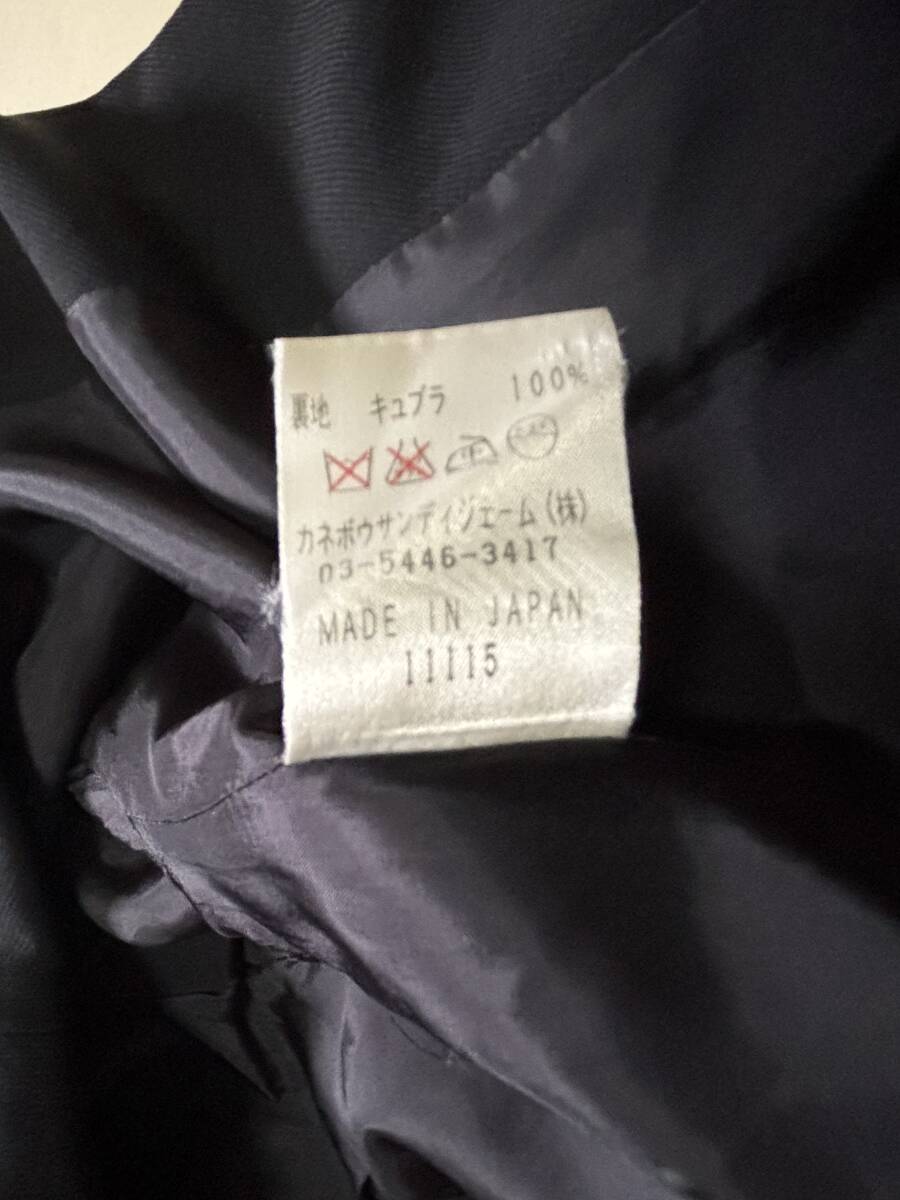 裏地 キュプラ 100%
カネボウサンデイジェーム(株)
03-5446-3417
MADE IN JAPAN
11115